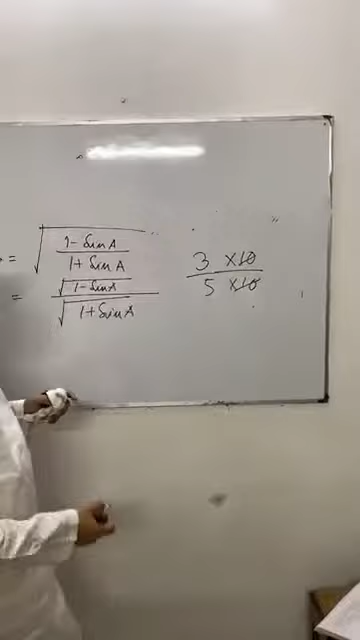 = √(1 - sin A / 1 + sin A)
= √(1 - sin A) / √(1 + sin A)
3 × 10 / 5 × 10